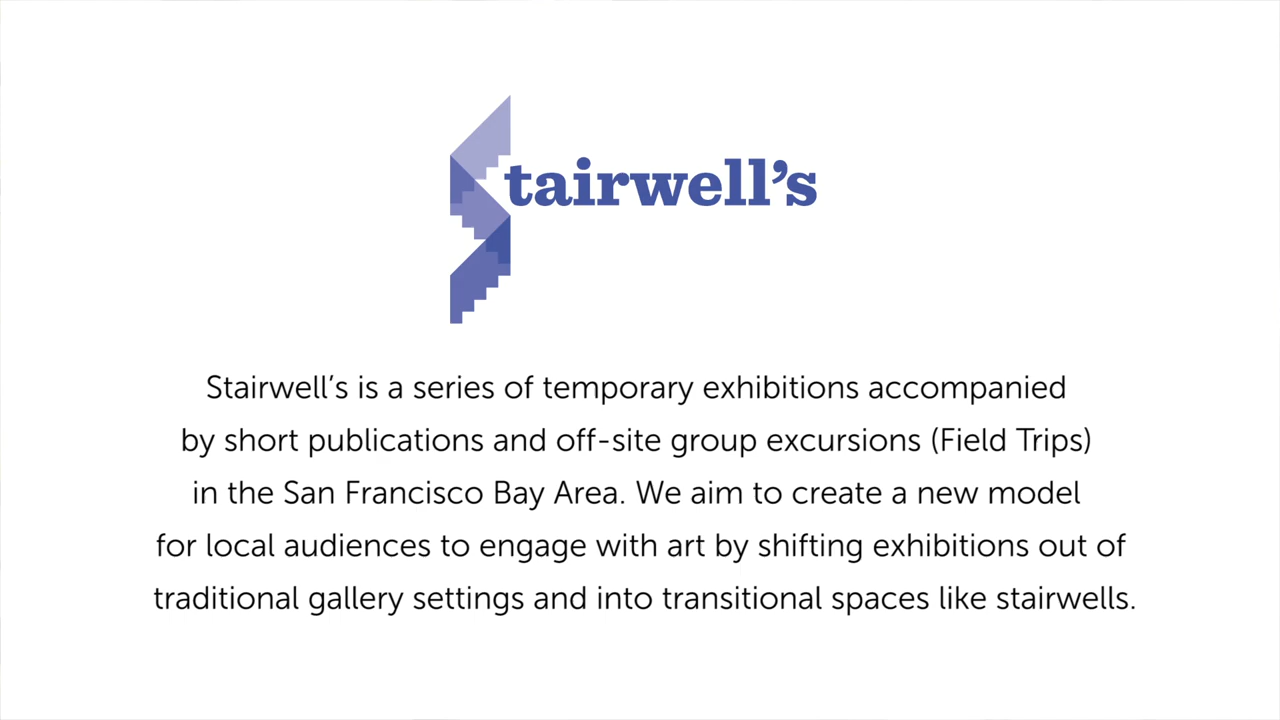 Stairwell’s
Stairwell’s is a series of temporary exhibitions accompanied
by short publications and off-site group excursions (Field Trips)
in the San Francisco Bay Area. We aim to create a new model
for local audiences to engage with art by shifting exhibitions out of
traditional gallery settings and into transitional spaces like stairwells.